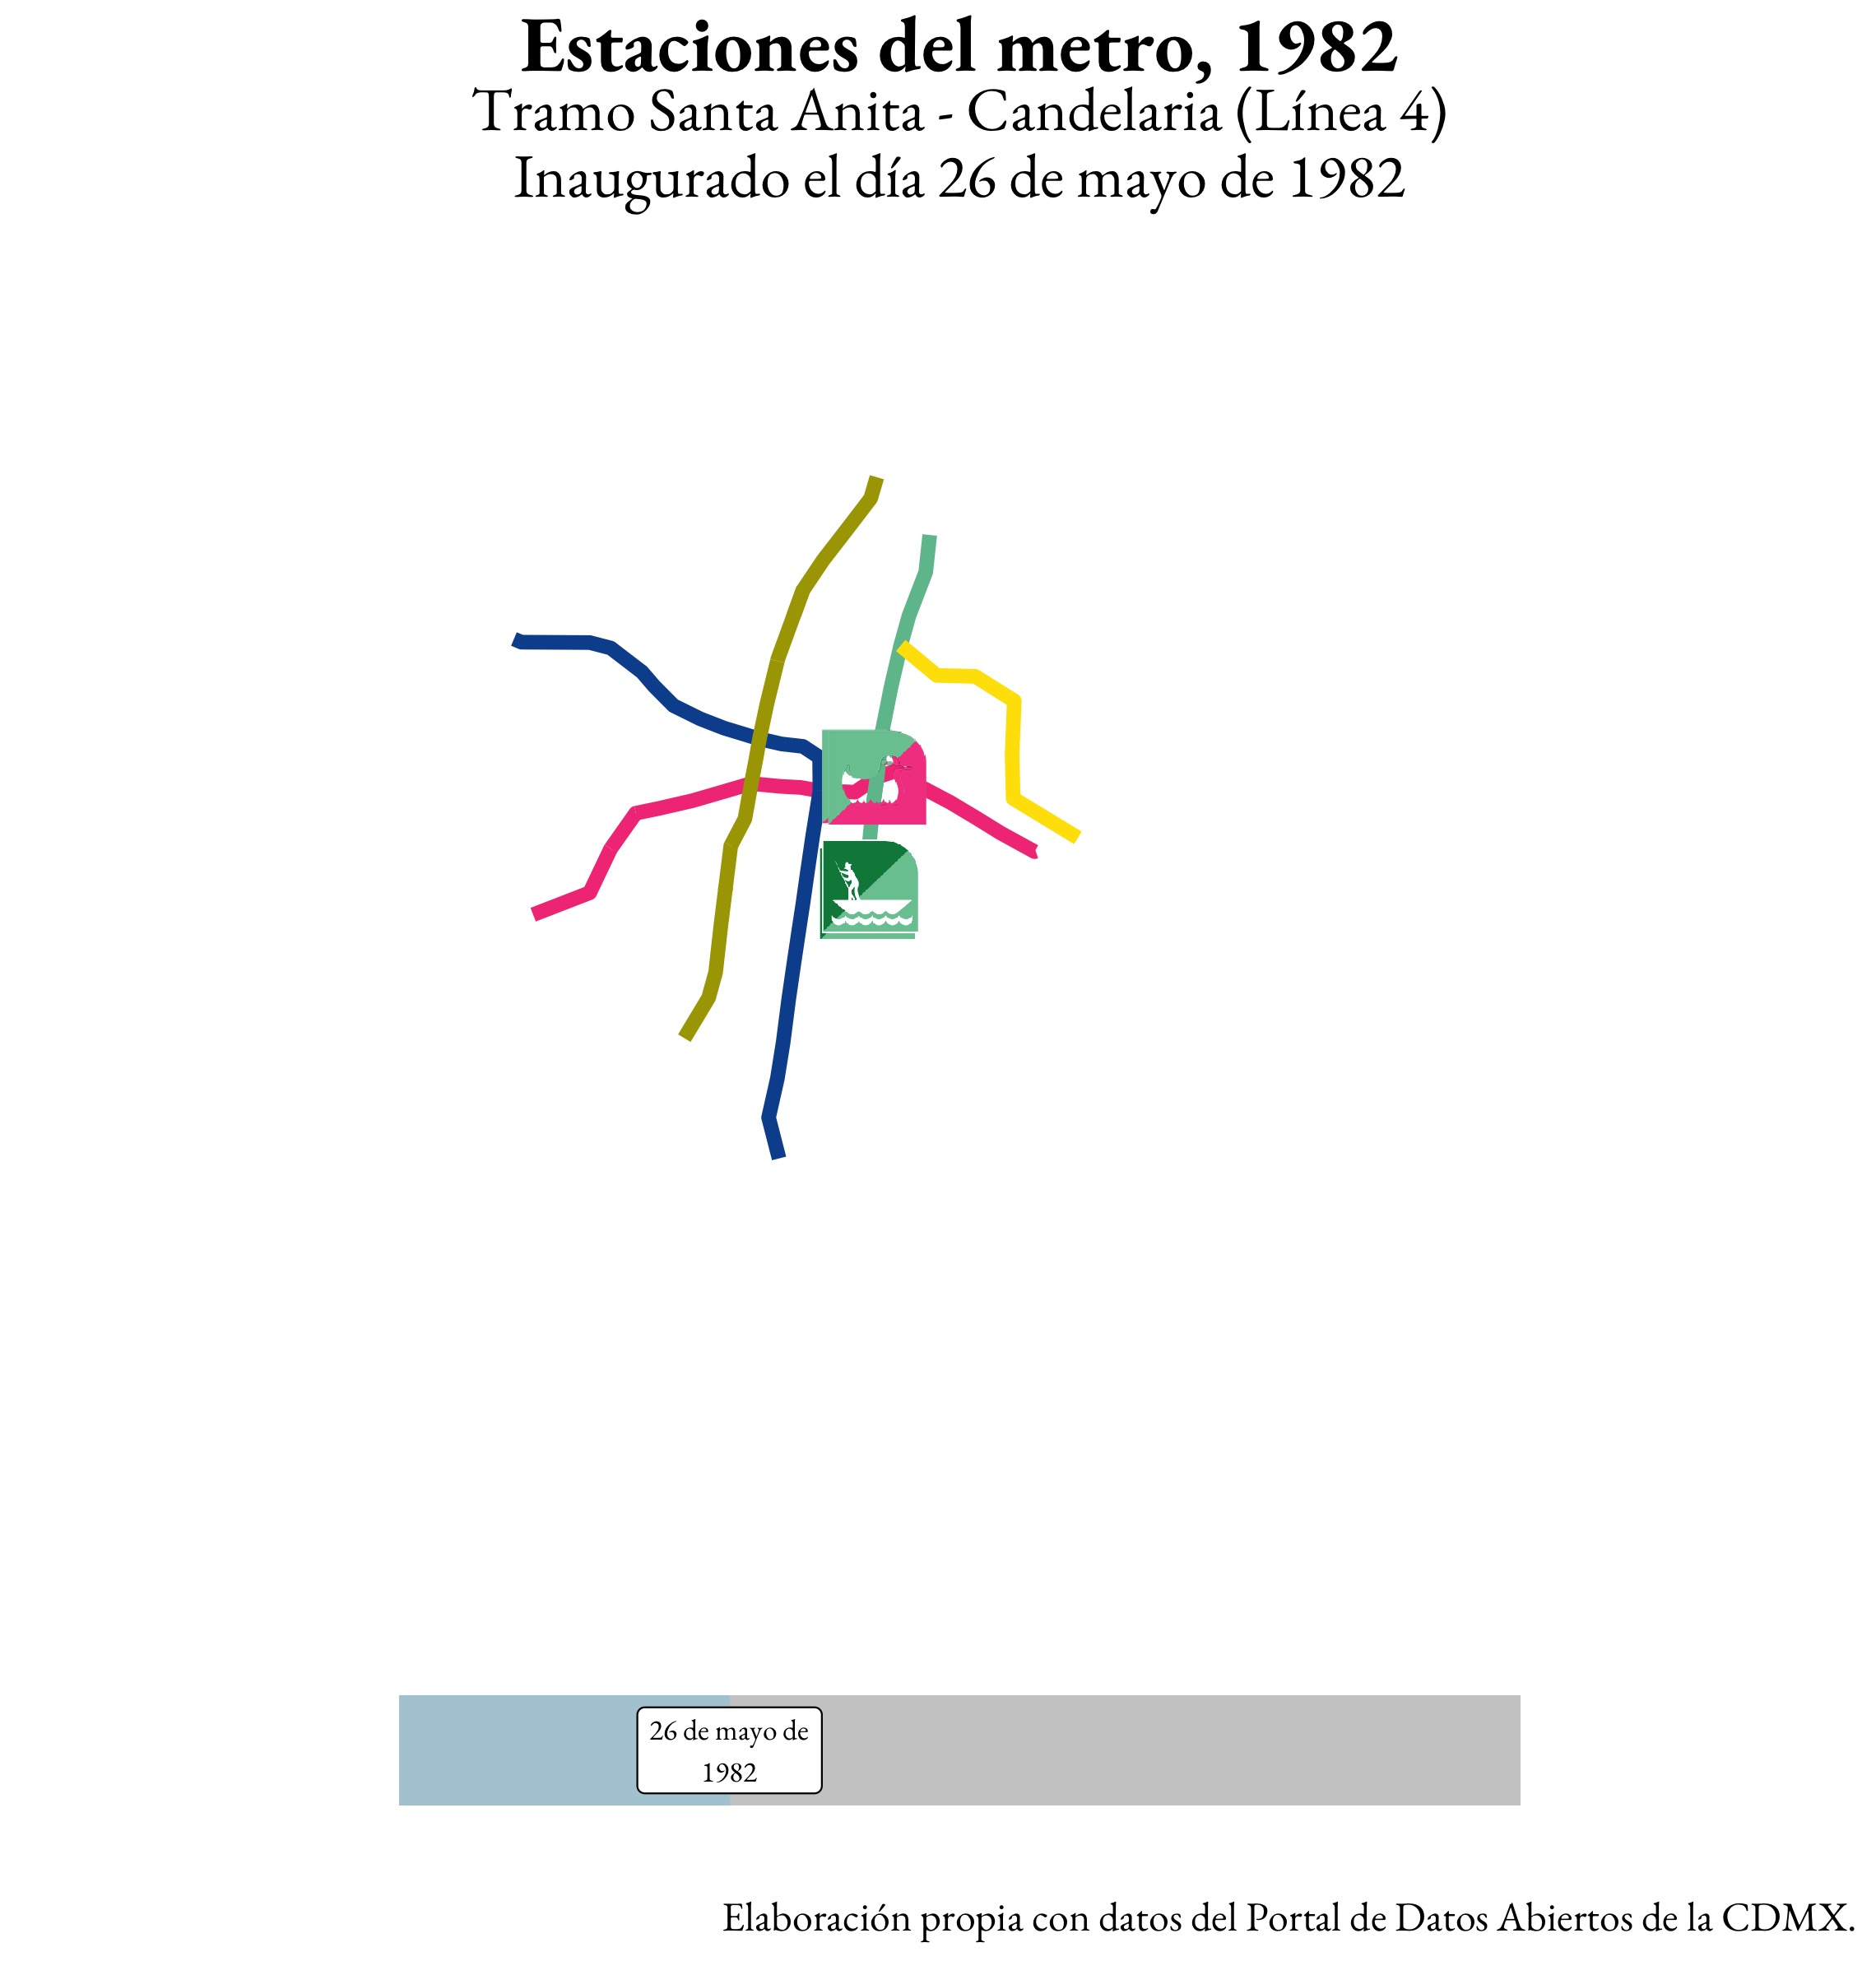 Estaciones del metro, 1982
Tramo Santa Anita - Candelaria (Línea 4)
Inaugurado el día 26 de mayo de 1982
26 de mayo de
1982
Elaboración propia con datos del Portal de Datos Abiertos de la CDMX.